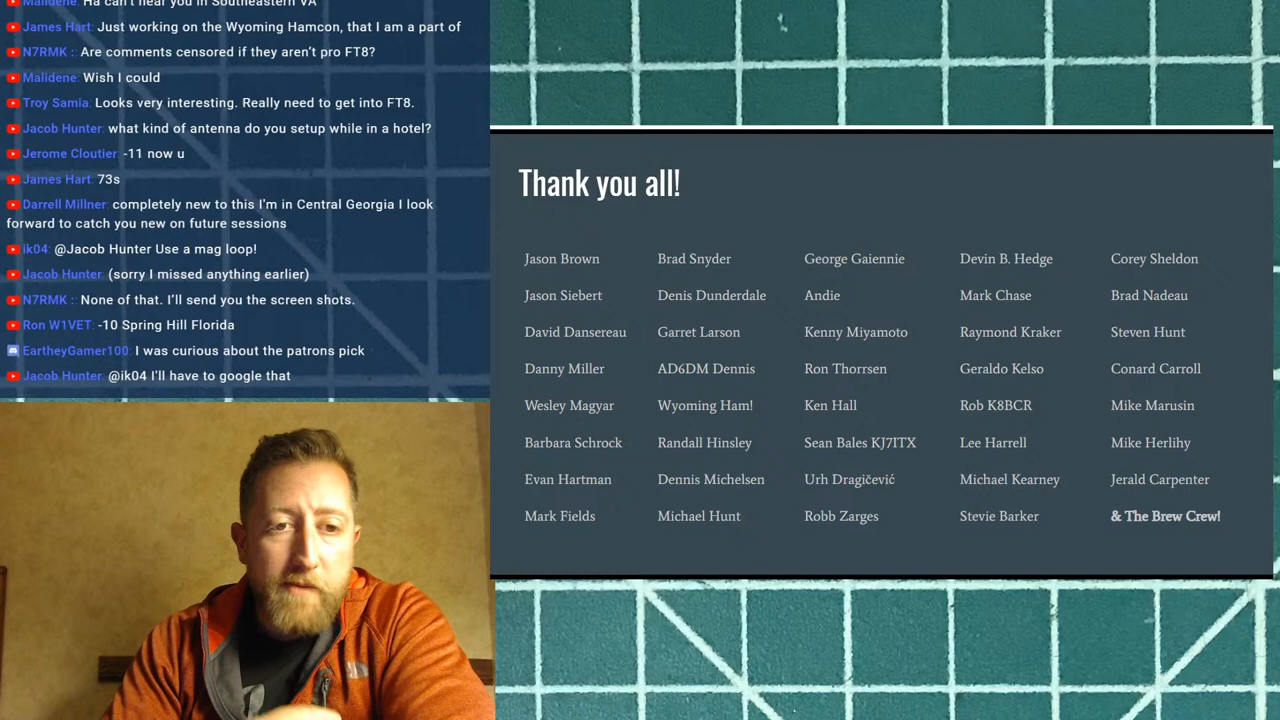 Malidene: Ha can't hear you in Southeastern VA
James Hart: Just working on the Wyoming Hamcon, that I am a part of
N7RMK : Are comments censored if they aren't pro FT8?
Malidene: Wish I could
Troy Samia: Looks very interesting. Really need to get into FT8.
Jacob Hunter: what kind of antenna do you setup while in a hotel?
Jerome Cloutier: -11 now u
James Hart: 73s
Darrell Millner: completely new to this I'm in Central Georgia I look
forward to catch you new on future sessions
ik04: @Jacob Hunter Use a mag loop!
Jacob Hunter: (sorry I missed anything earlier)
N7RMK : None of that. I'll send you the screen shots.
Ron W1VET: -10 Spring Hill Florida
EartheyGamer100: I was curious about the patrons pick
Jacob Hunter: @ik04 I'll have to google that
Thank you all!
Jason Brown Brad Snyder George Gaiennie Devin B. Hedge Corey Sheldon
Jason Siebert Denis Dunderdale Andie Mark Chase Brad Nadeau
David Dansereau Garret Larson Kenny Miyamoto Raymond Kraker Steven Hunt
Danny Miller AD6DM Dennis Ron Thorrsen Geraldo Kelso Conard Carroll
Wesley Magyar Wyoming Ham! Ken Hall Rob K8BCR Mike Marusin
Barbara Schrock Randall Hinsley Sean Bales KJ7ITX Lee Harrell Mike Herlihy
Evan Hartman Dennis Michelsen Urh Dragičević Michael Kearney Jerald Carpenter
Mark Fields Michael Hunt Robb Zarges Stevie Barker & The Brew Crew!